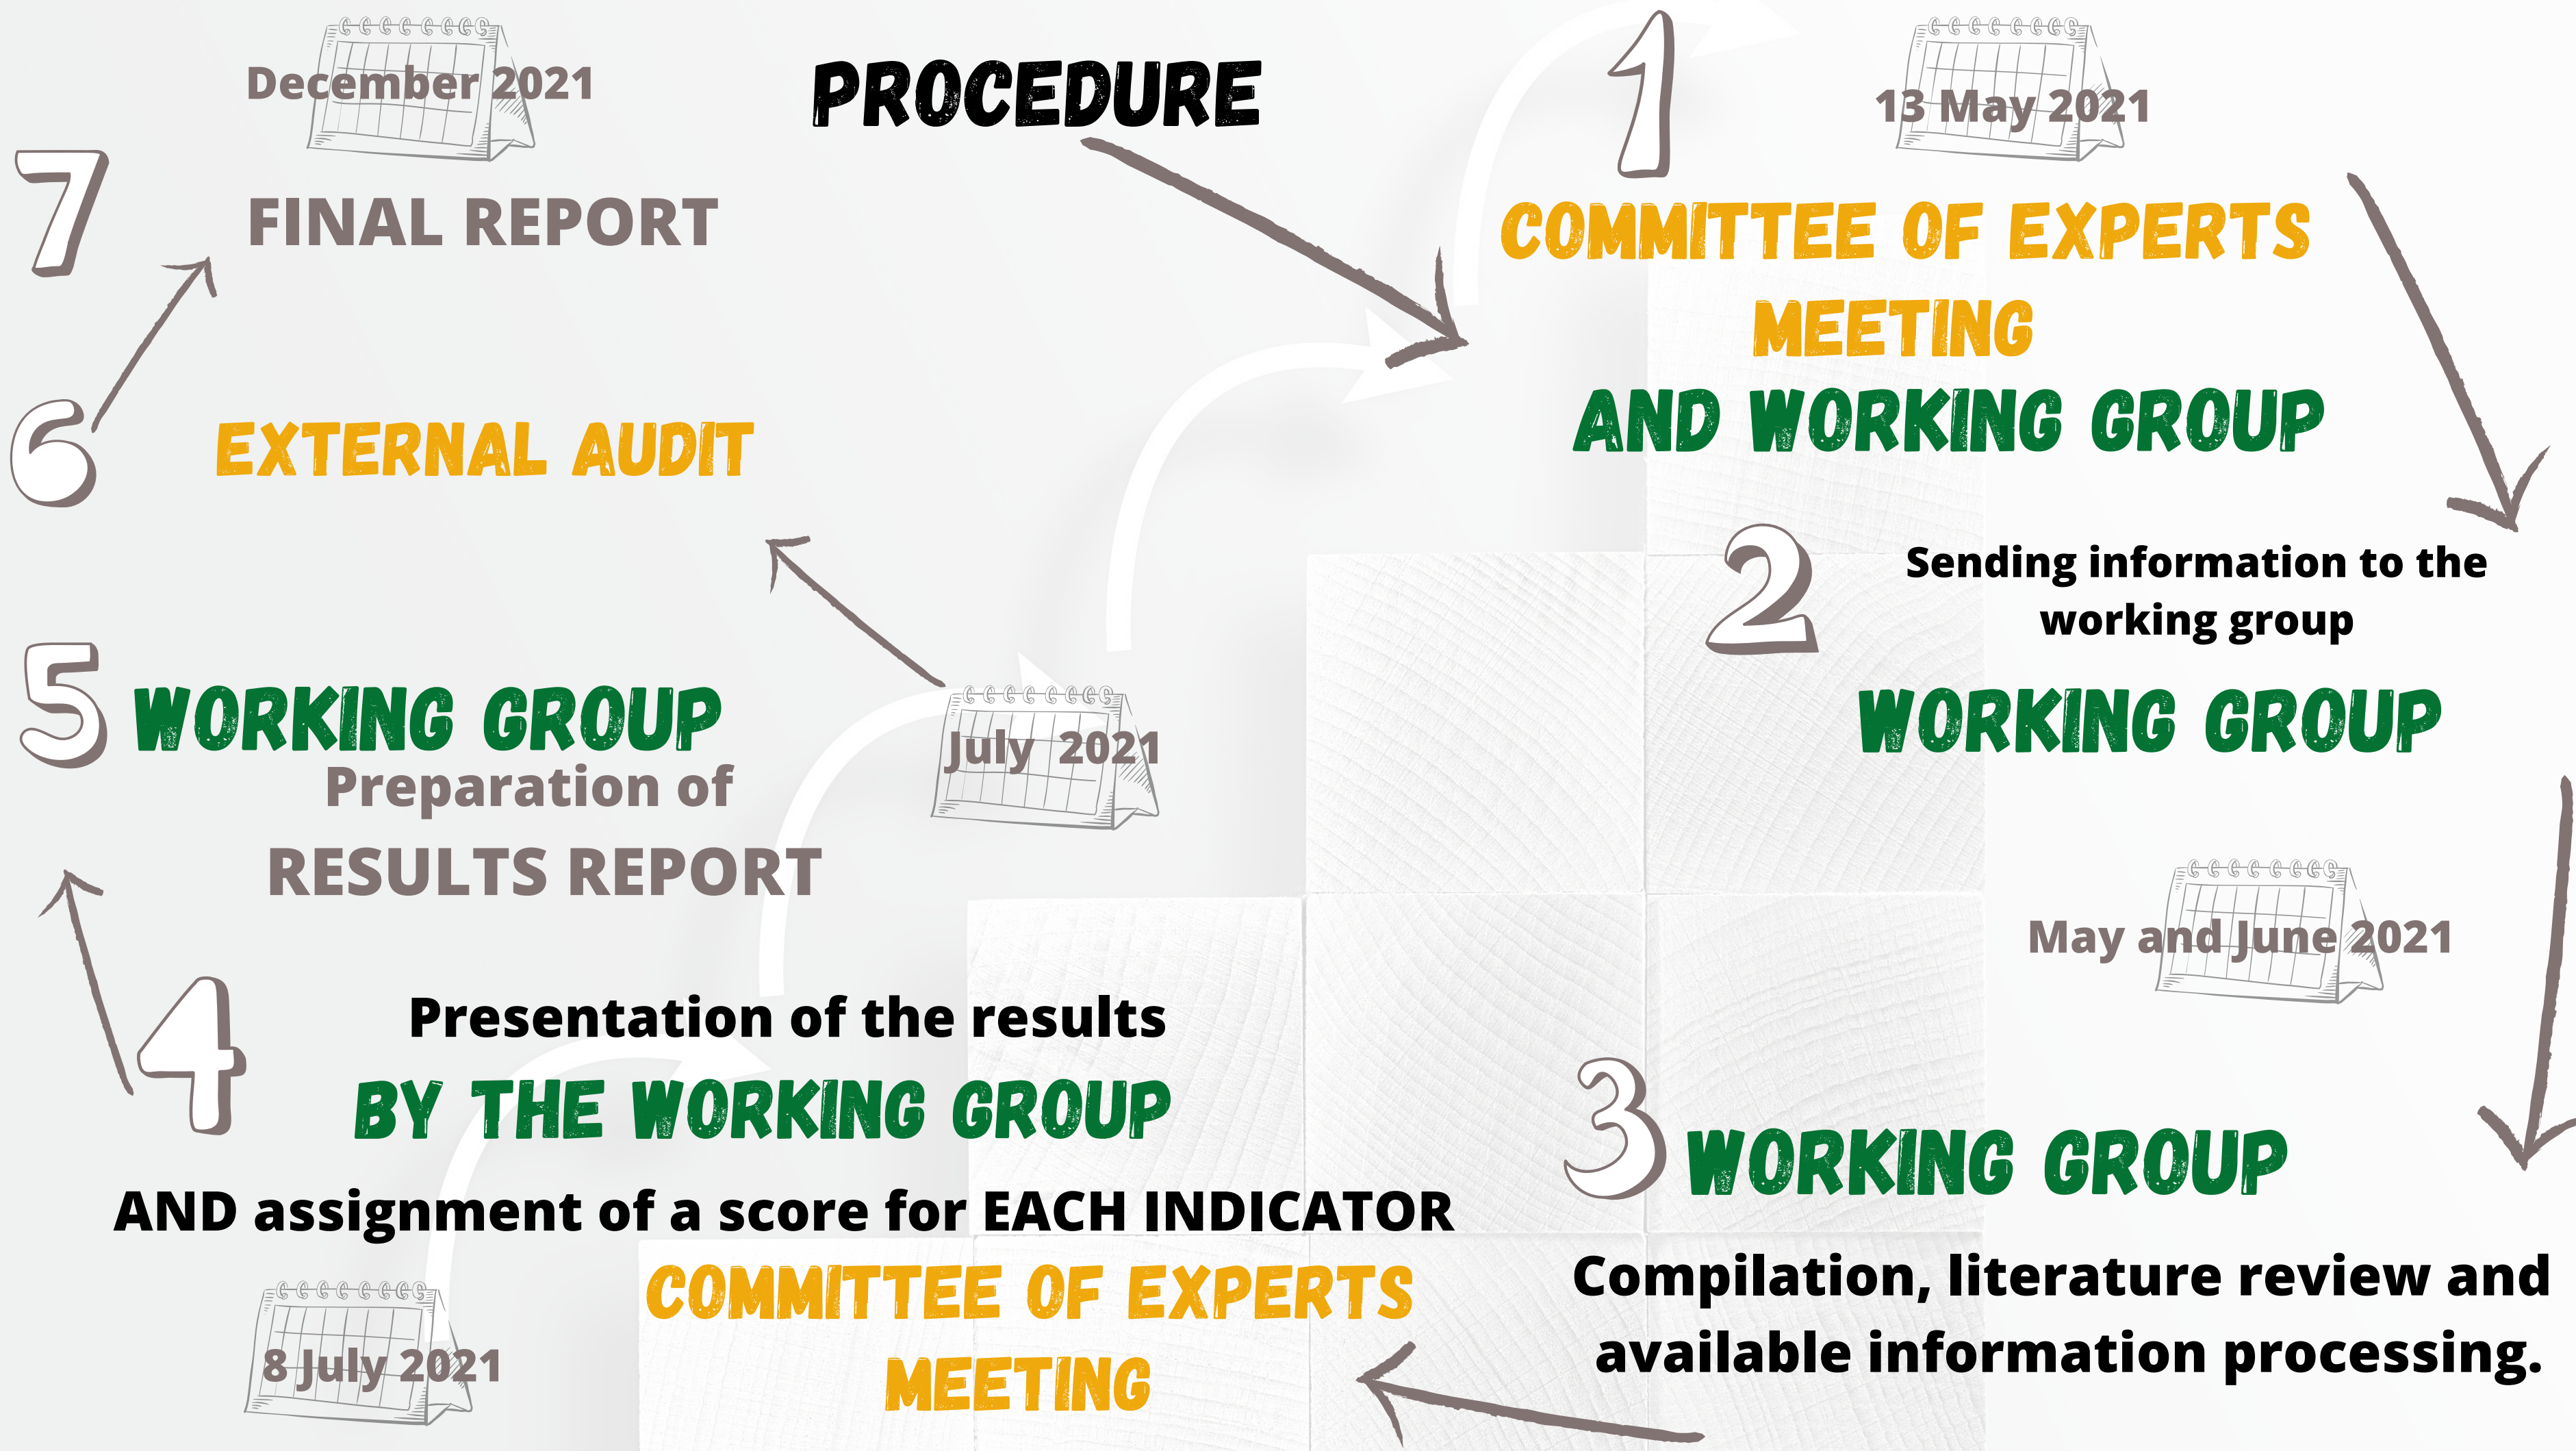 PROCEDURE
1
13 May 2021
COMMITTEE OF EXPERTS
MEETING
AND WORKING GROUP
2
Sending information to the
working group
WORKING GROUP
May and June 2021
3
WORKING GROUP
Compilation, literature review and
available information processing.
4
Presentation of the results
BY THE WORKING GROUP
AND assignment of a score for EACH INDICATOR
COMMITTEE OF EXPERTS
MEETING
8 July 2021
5
WORKING GROUP
Preparation of
RESULTS REPORT
July 2021
6
EXTERNAL AUDIT
7
December 2021
FINAL REPORT